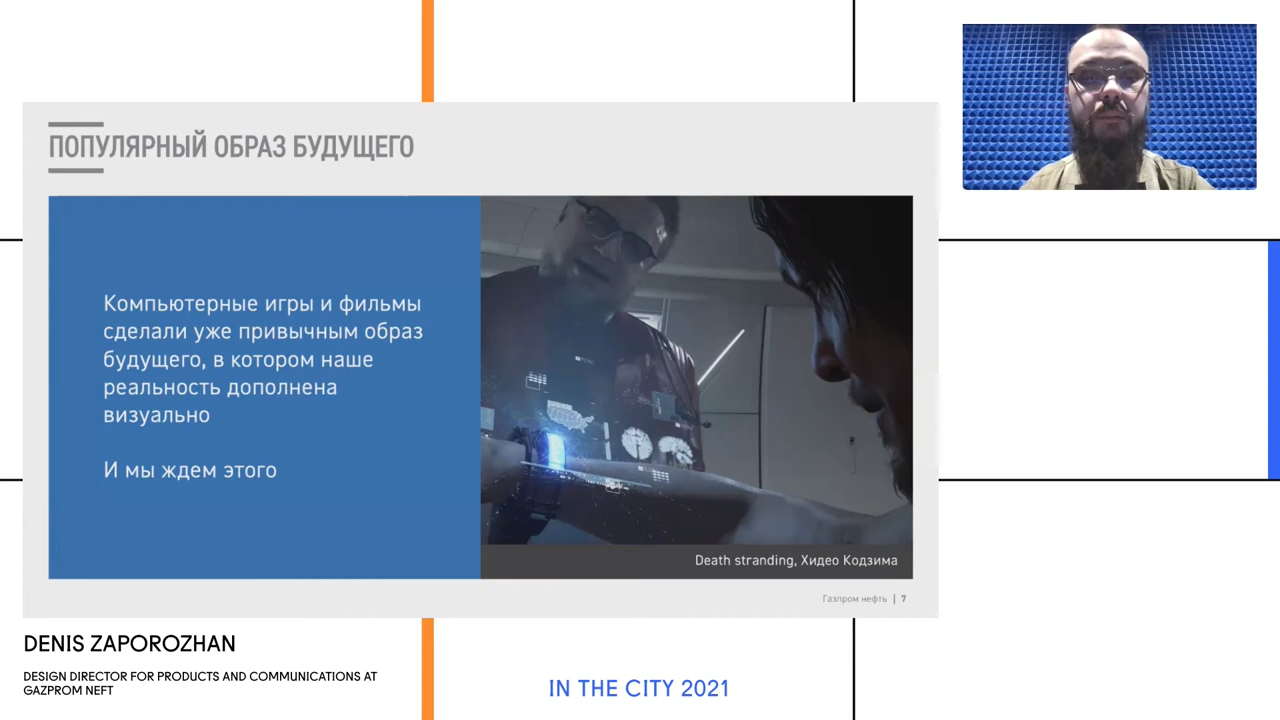 ПОПУЛЯРНЫЙ ОБРАЗ БУДУЩЕГО
Компьютерные игры и фильмы
сделали уже привычным образ
будущего, в котором наше
реальность дополнена
визуально
И мы ждем этого
Death stranding, Хидео Кодзима
Газпром нефть | 7
DENIS ZAPOROZHAN
DESIGN DIRECTOR FOR PRODUCTS AND COMMUNICATIONS AT
GAZPROM NEFT
IN THE CITY 2021